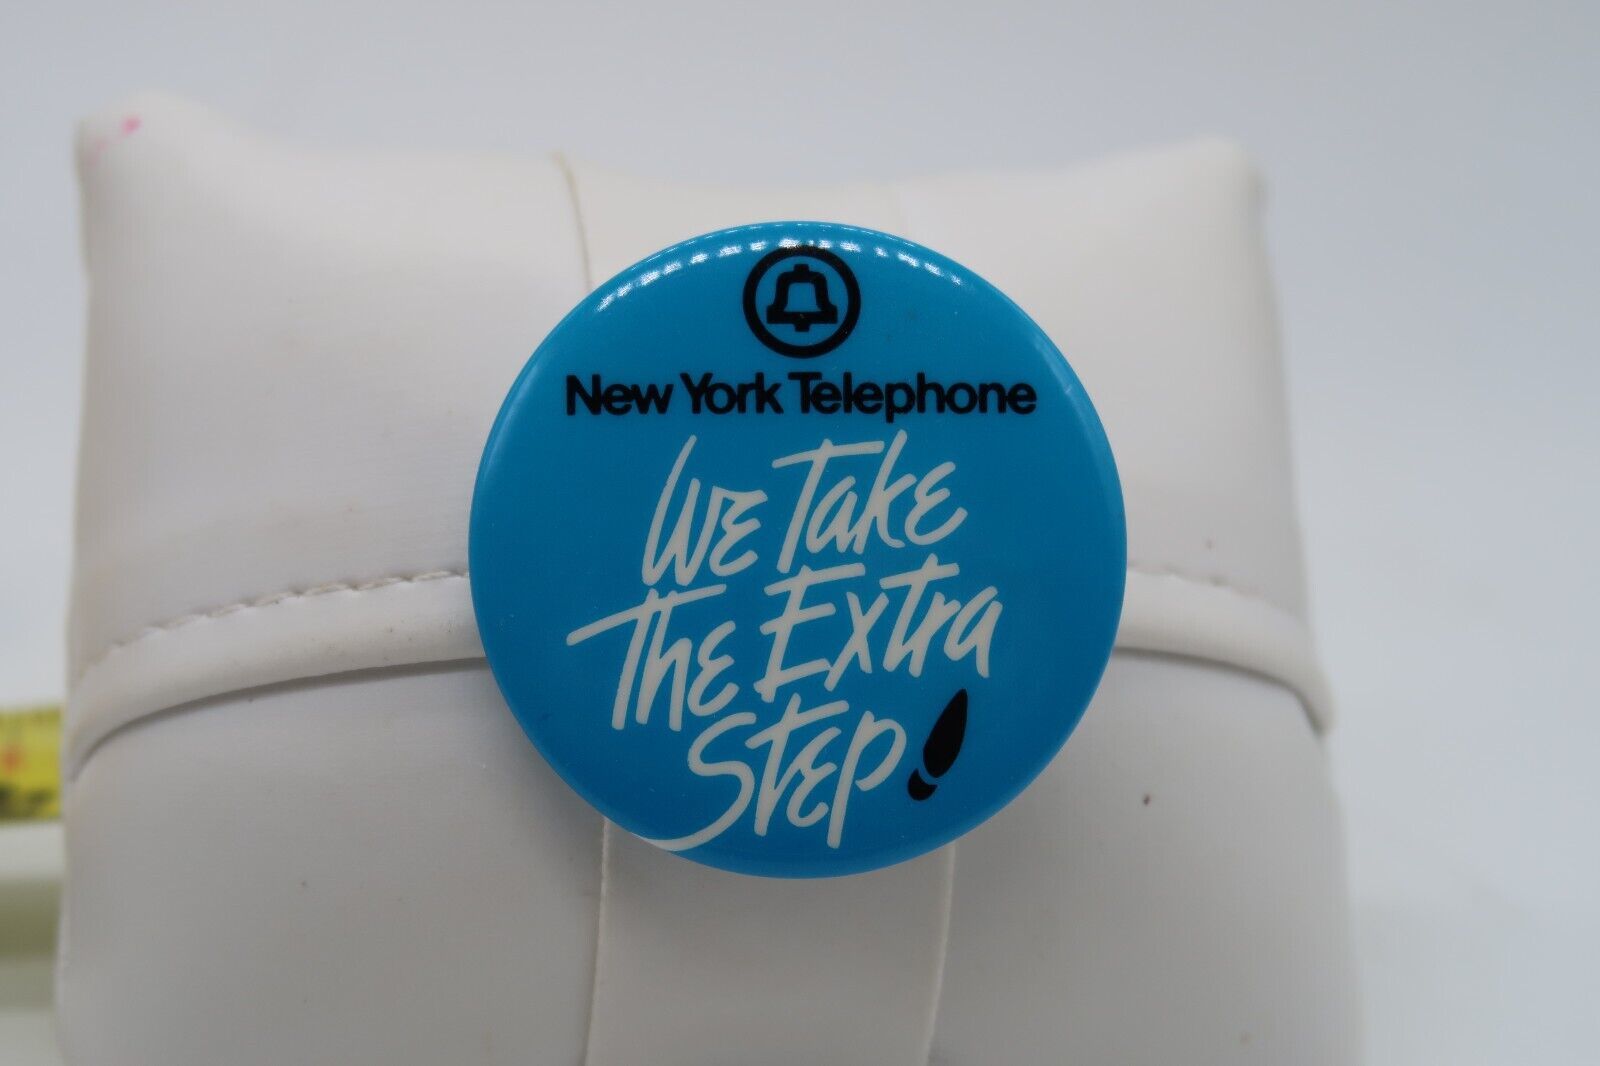 New York Telephone
We Take
The Extra
Step!